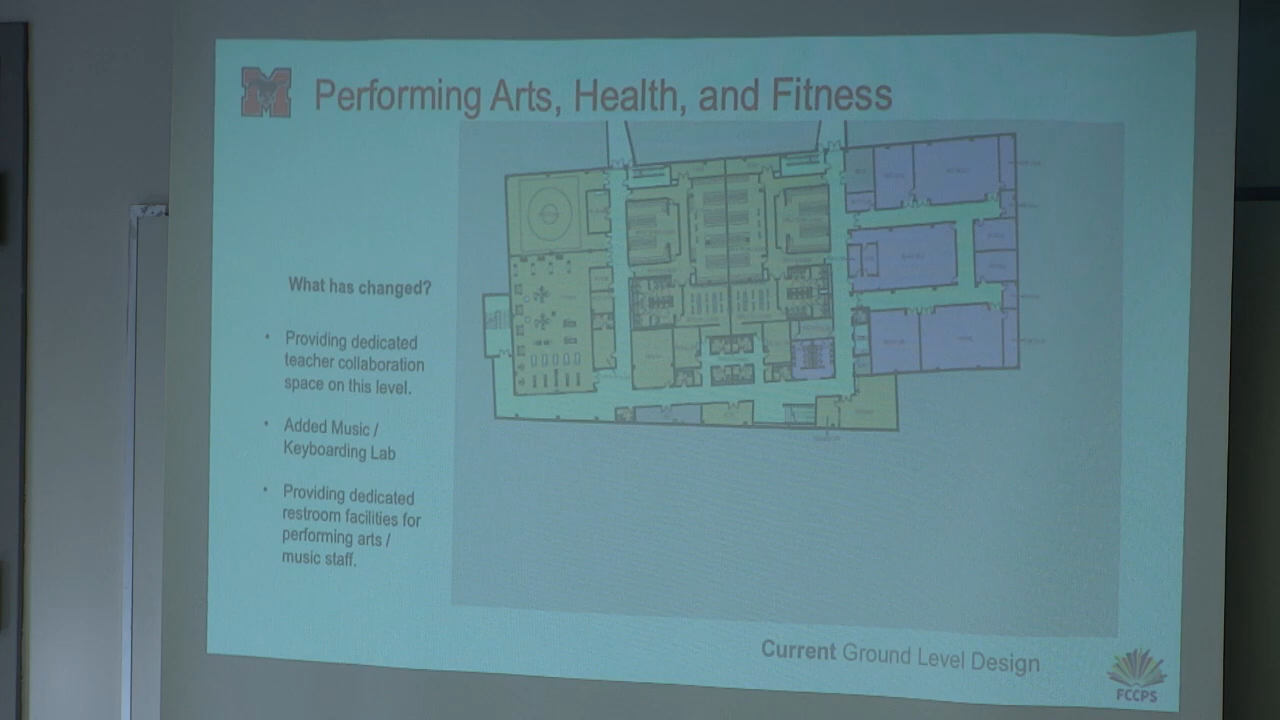 M
Performing Arts, Health, and Fitness
What has changed?
• Providing dedicated
teacher collaboration
space on this level.
• Added Music /
Keyboarding Lab
• Providing dedicated
restroom facilities for
performing arts /
music staff.
Current Ground Level Design
FCCPS